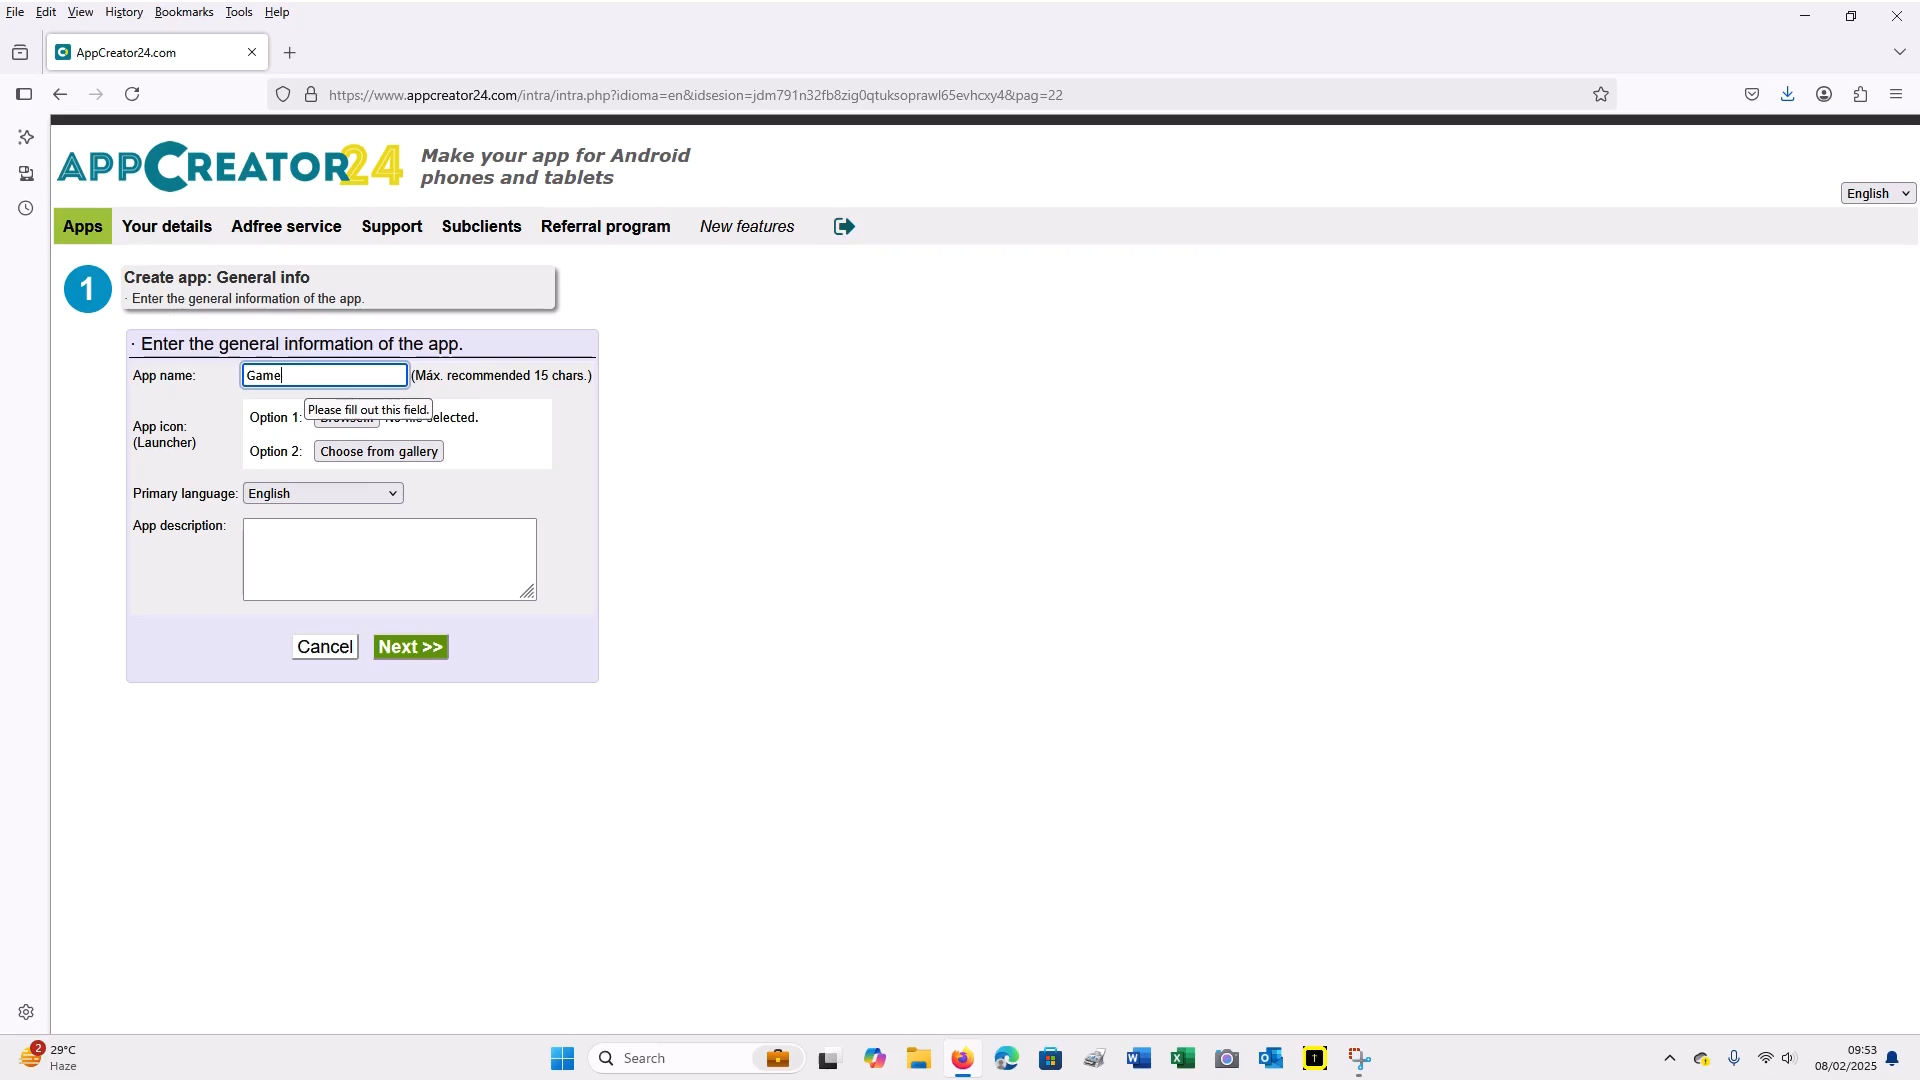 File Edit View History Bookmarks Tools Help
AppCreator24.com
https://www.appcreator24.com/intra/intra.php?idioma=en&idsesion=jdm791n32fb8zig0qtuksoprawl65evhcxy4&pag=22
APPCREATOR24
Make your app for Android
phones and tablets
English
Apps Your details Adfree service Support Subclients Referral program New features
1
Create app: General info
· Enter the general information of the app.
· Enter the general information of the app.
App name: Game (Máx. recommended 15 chars.)
Please fill out this field.
App icon:
(Launcher)
Option 1: Browse... No file selected.
Option 2: Choose from gallery
Primary language: English
App description:
Cancel Next >>
2
29°C
Haze
Search
09:53
08/02/2025